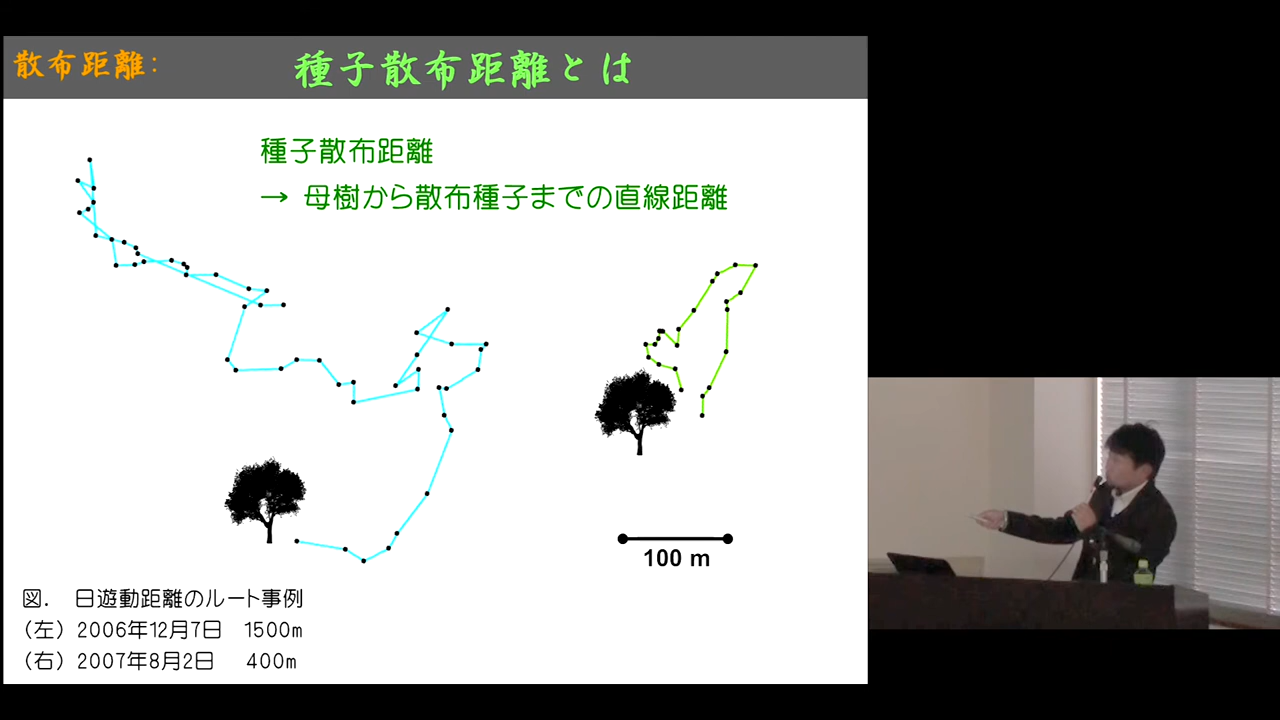 散布距離:
種子散布距離とは
種子散布距離
→ 母樹から散布種子までの直線距離
100 m
図. 日遊動距離のルート事例
(左) 2006年12月7日 1500m
(右) 2007年8月2日 400m